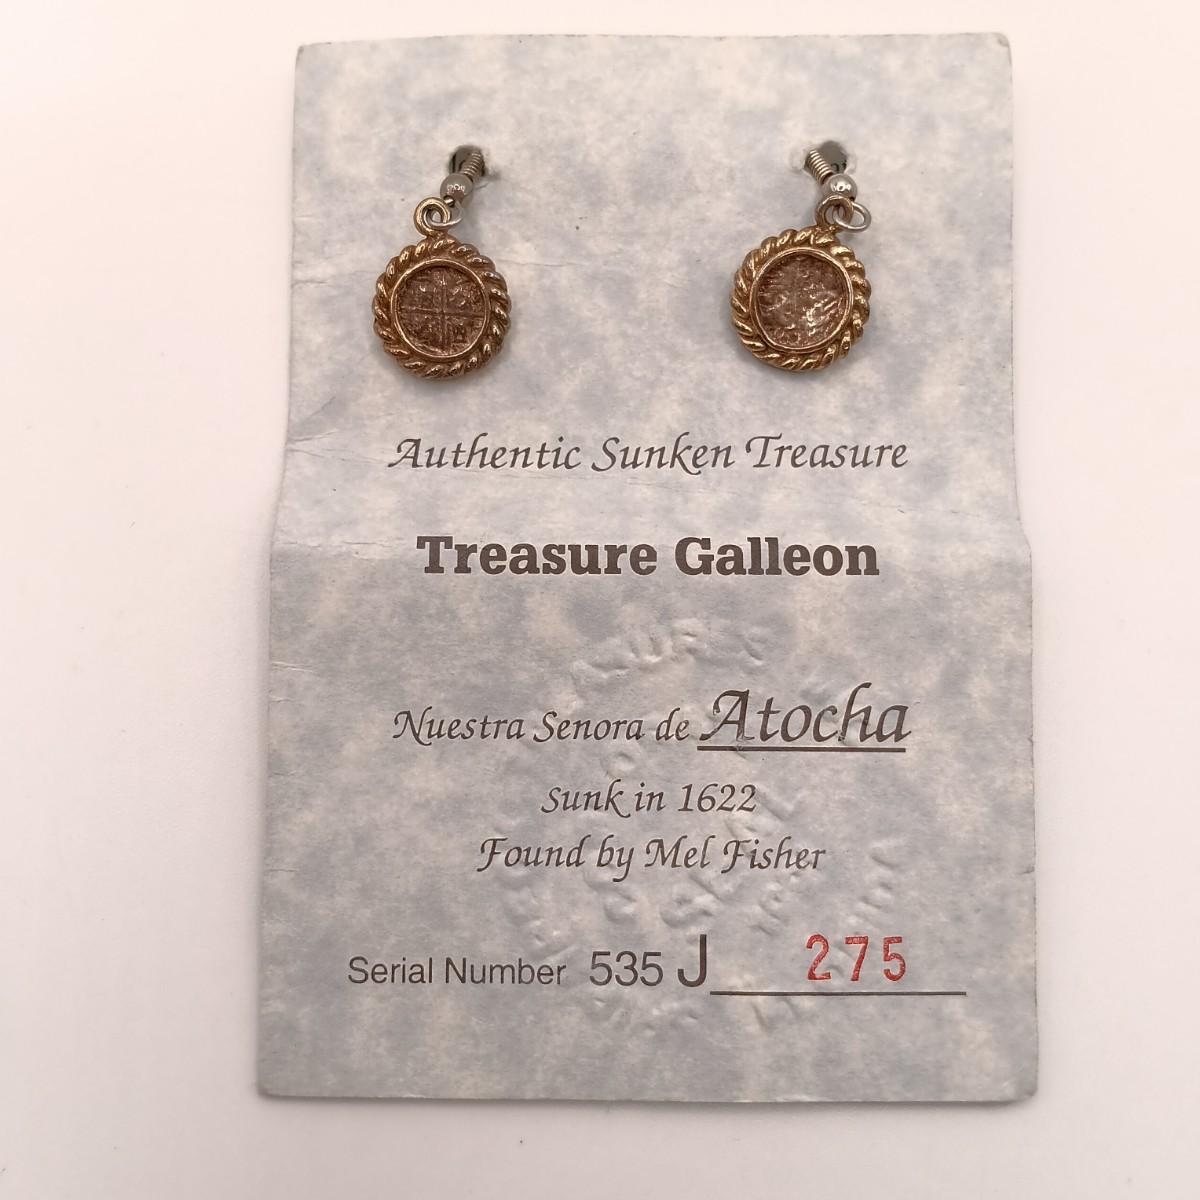 Authentic Sunken Treasure
Treasure Galleon
Nuestra Senora de Atocha
sunk in 1622
Found by Mel Fisher
Serial Number 535 J 275